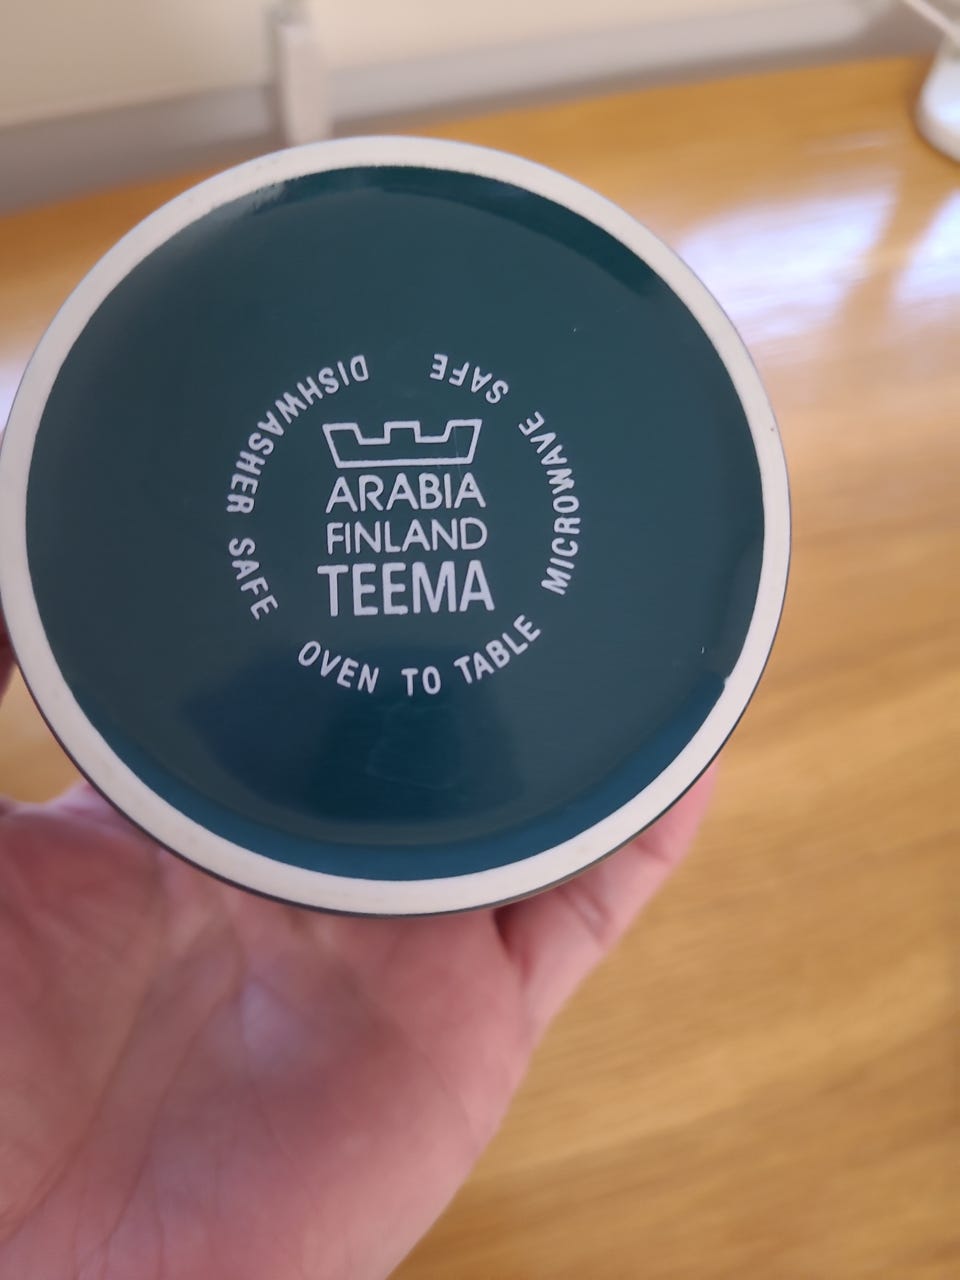 ARABIA
FINLAND
TEEMA
DISHWASHER SAFE
OVEN TO TABLE
MICROWAVE SAFE